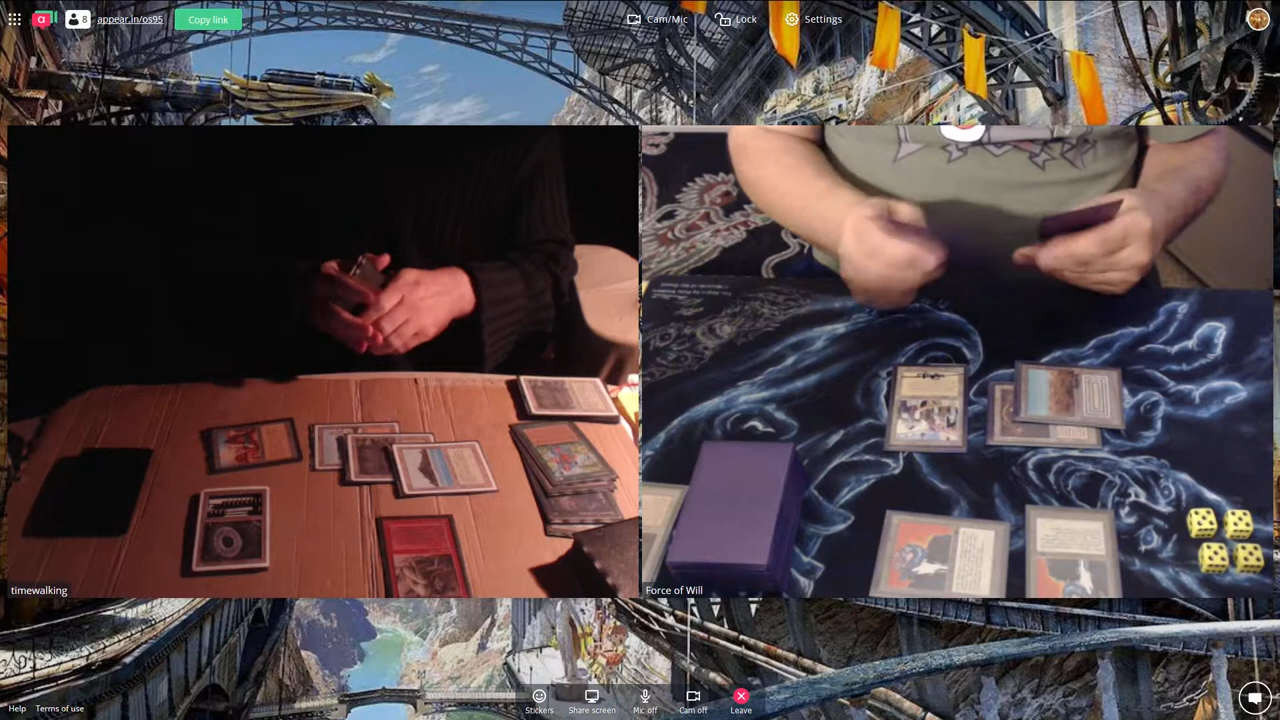 8
appear.in/os95
Copy link
Cam/Mic
Lock
Settings
timewalking
Force of Will
Help
Terms of use
Stickers
Share screen
Mic off
Cam off
Leave